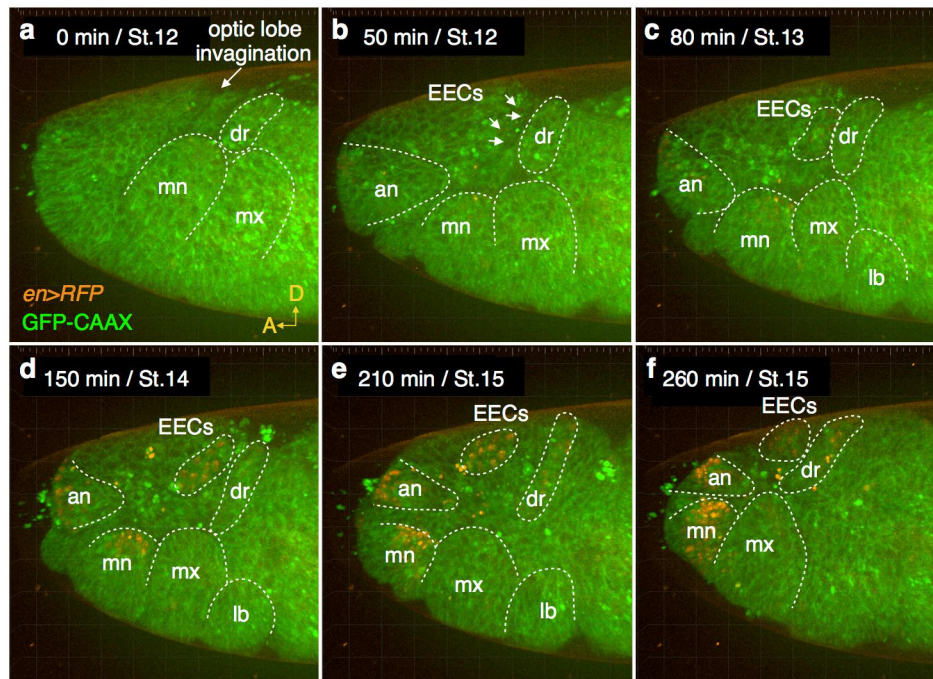 a
0 min / St.12
optic lobe
invagination
dr
mn
mx
en>RFP
GFP-CAAX
D
A
b
50 min / St.12
EECs
dr
an
mn
mx
c
80 min / St.13
EECs
dr
an
mn
mx
lb
d
150 min / St.14
EECs
an
dr
mn
mx
lb
e
210 min / St.15
EECs
an
dr
mn
mx
lb
f
260 min / St.15
EECs
an
dr
mn
mx